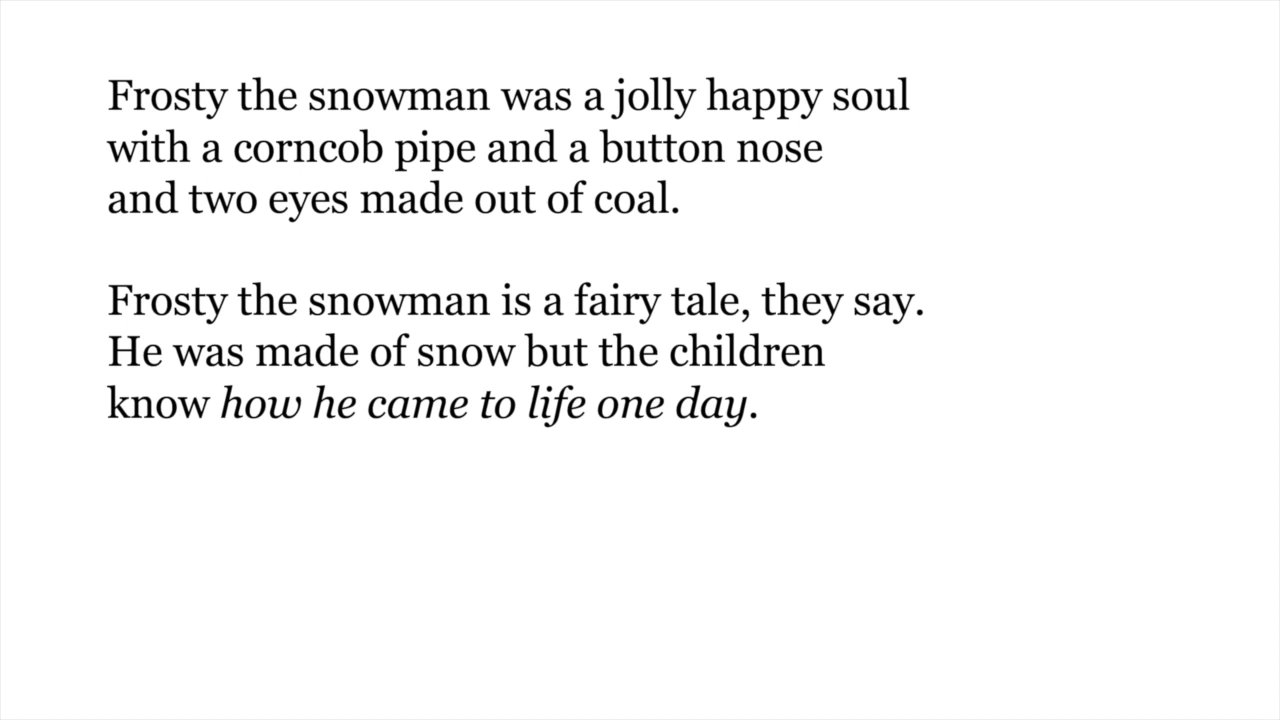 Frosty the snowman was a jolly happy soul
with a corncob pipe and a button nose
and two eyes made out of coal.
Frosty the snowman is a fairy tale, they say.
He was made of snow but the children
know how he came to life one day.